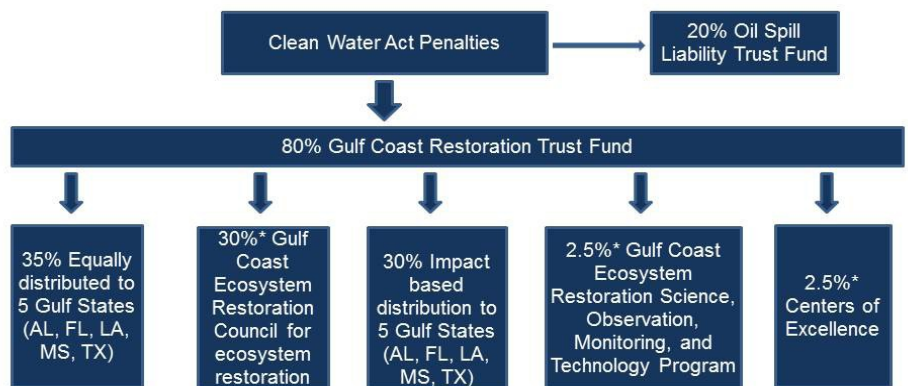 Clean Water Act Penalties
20% Oil Spill
Liability Trust Fund
80% Gulf Coast Restoration Trust Fund
35% Equally
distributed to
5 Gulf States
(AL, FL, LA,
MS, TX)
30%* Gulf
Coast
Ecosystem
Restoration
Council for
ecosystem
restoration
30% Impact
based
distribution to
5 Gulf States
(AL, FL, LA,
MS, TX)
2.5%* Gulf Coast
Ecosystem
Restoration Science,
Observation,
Monitoring, and
Technology Program
2.5%*
Centers of
Excellence